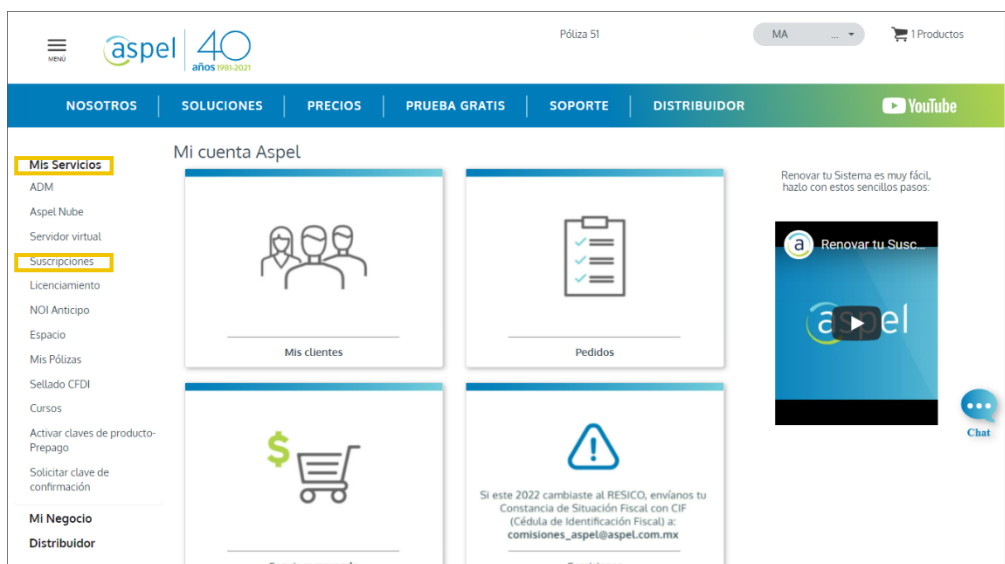 MENÚ
aspel
40
años 1981-2021
Póliza 51
MA ...
1 Productos
NOSOTROS
SOLUCIONES
PRECIOS
PRUEBA GRATIS
SOPORTE
DISTRIBUIDOR
YouTube
Mis Servicios
ADM
Aspel Nube
Servidor virtual
Suscripciones
Licenciamiento
NOI Anticipo
Espacio
Mis Pólizas
Sellado CFDI
Cursos
Activar claves de producto-
Prepago
Solicitar clave de
confirmación
Mi Negocio
Distribuidor
Mi cuenta Aspel
Mis clientes
Pedidos
$
Si este 2022 cambiaste al RESICO, envíanos tu
Constancia de Situación Fiscal con CIF
(Cédula de Identificación Fiscal) a:
comisiones_aspel@aspel.com.mx
Renovar tu Sistema es muy fácil,
hazlo con estos sencillos pasos:
a Renovar tu Susc...
aspel
Chat